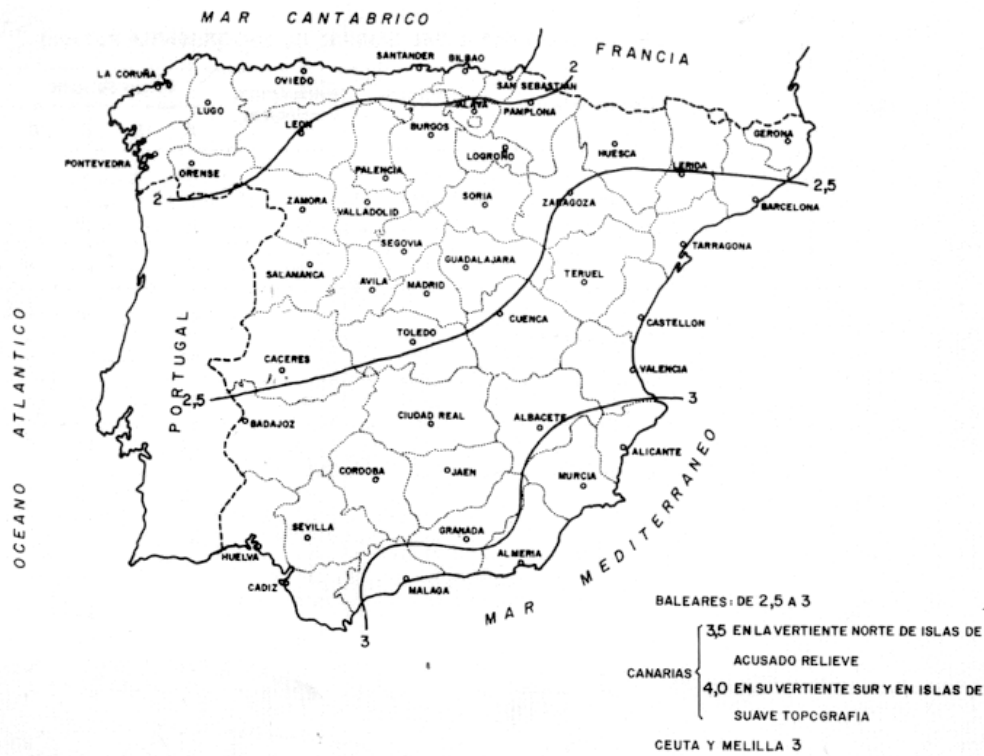 MAR CANTABRICO
FRANCIA
LA CORUÑA
OVIEDO
SANTANDER
BILBAO
SAN SEBASTIAN
2
LUGO
LEON
ALAVA
PAMPLONA
BURGOS
GERONA
PONTEVEDRA
ORENSE
PALENCIA
LOGROÑO
HUESCA
LERIDA
2
ZAMORA
VALLADOLID
SORIA
ZARAGOZA
2,5
BARCELONA
SEGOVIA
SALAMANCA
AVILA
MADRID
GUADALAJARA
TERUEL
TARRAGONA
OCEANO ATLANTICO
PORTUGAL
TOLEDO
CUENCA
CASTELLON
CACERES
VALENCIA
2,5
BADAJOZ
CIUDAD REAL
ALBACETE
3
ALICANTE
CORDOBA
JAEN
MURCIA
SEVILLA
GRANADA
HUELVA
ALMERIA
CADIZ
MALAGA
3
MAR MEDITERRANEO
BALEARES: DE 2,5 A 3
CANARIAS
3,5 EN LA VERTIENTE NORTE DE ISLAS DE
ACUSADO RELIEVE
4,0 EN SU VERTIENTE SUR Y EN ISLAS DE
SUAVE TOPOGRAFIA
CEUTA Y MELILLA 3